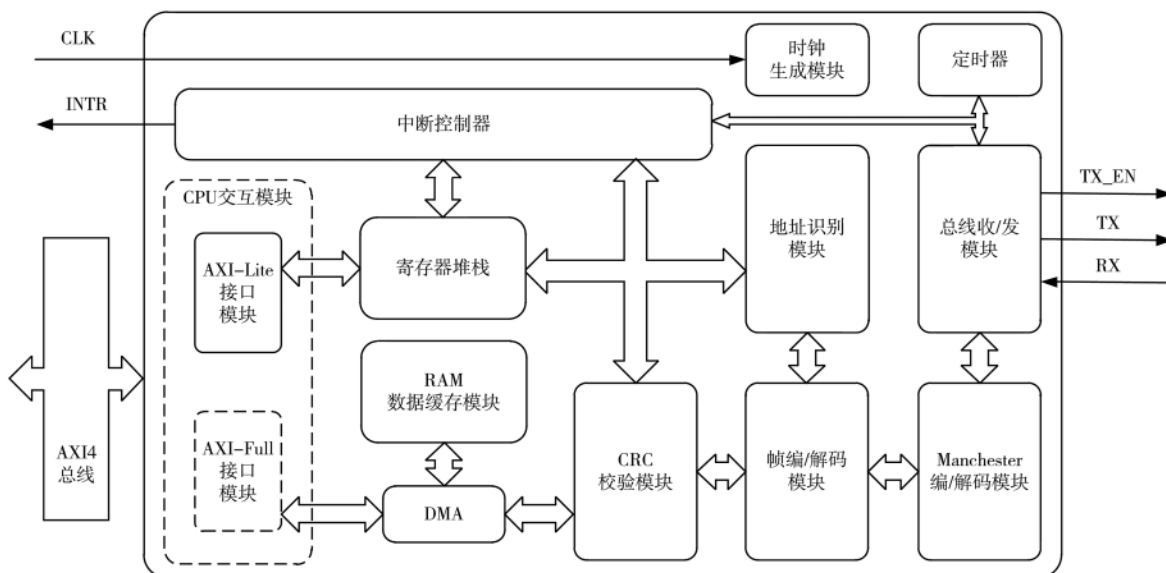 CLK
时钟
生成模块
定时器
INTR
中断控制器
CPU交互模块
TX_EN
TX
RX
AXI-Lite
接口
模块
寄存器堆栈
地址识别
模块
总线收/发
模块
RAM
数据缓存模块
AXI4
总线
AXI-Full
接口
模块
DMA
CRC
校验模块
帧编/解码
模块
Manchester
编/解码模块